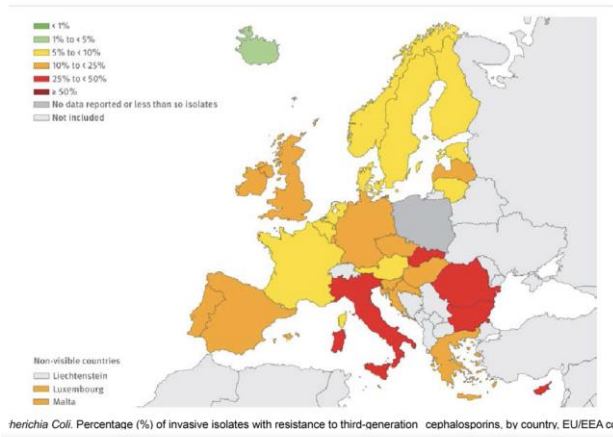 < 1%
1% to < 5%
5% to < 10%
10% to < 25%
25% to < 50%
≥ 50%
No data reported or less than 10 isolates
Not included
Non-visible countries
Liechtenstein
Luxembourg
Malta
herichia Coli. Percentage (%) of invasive isolates with resistance to third-generation cephalosporins, by country, EU/EEA